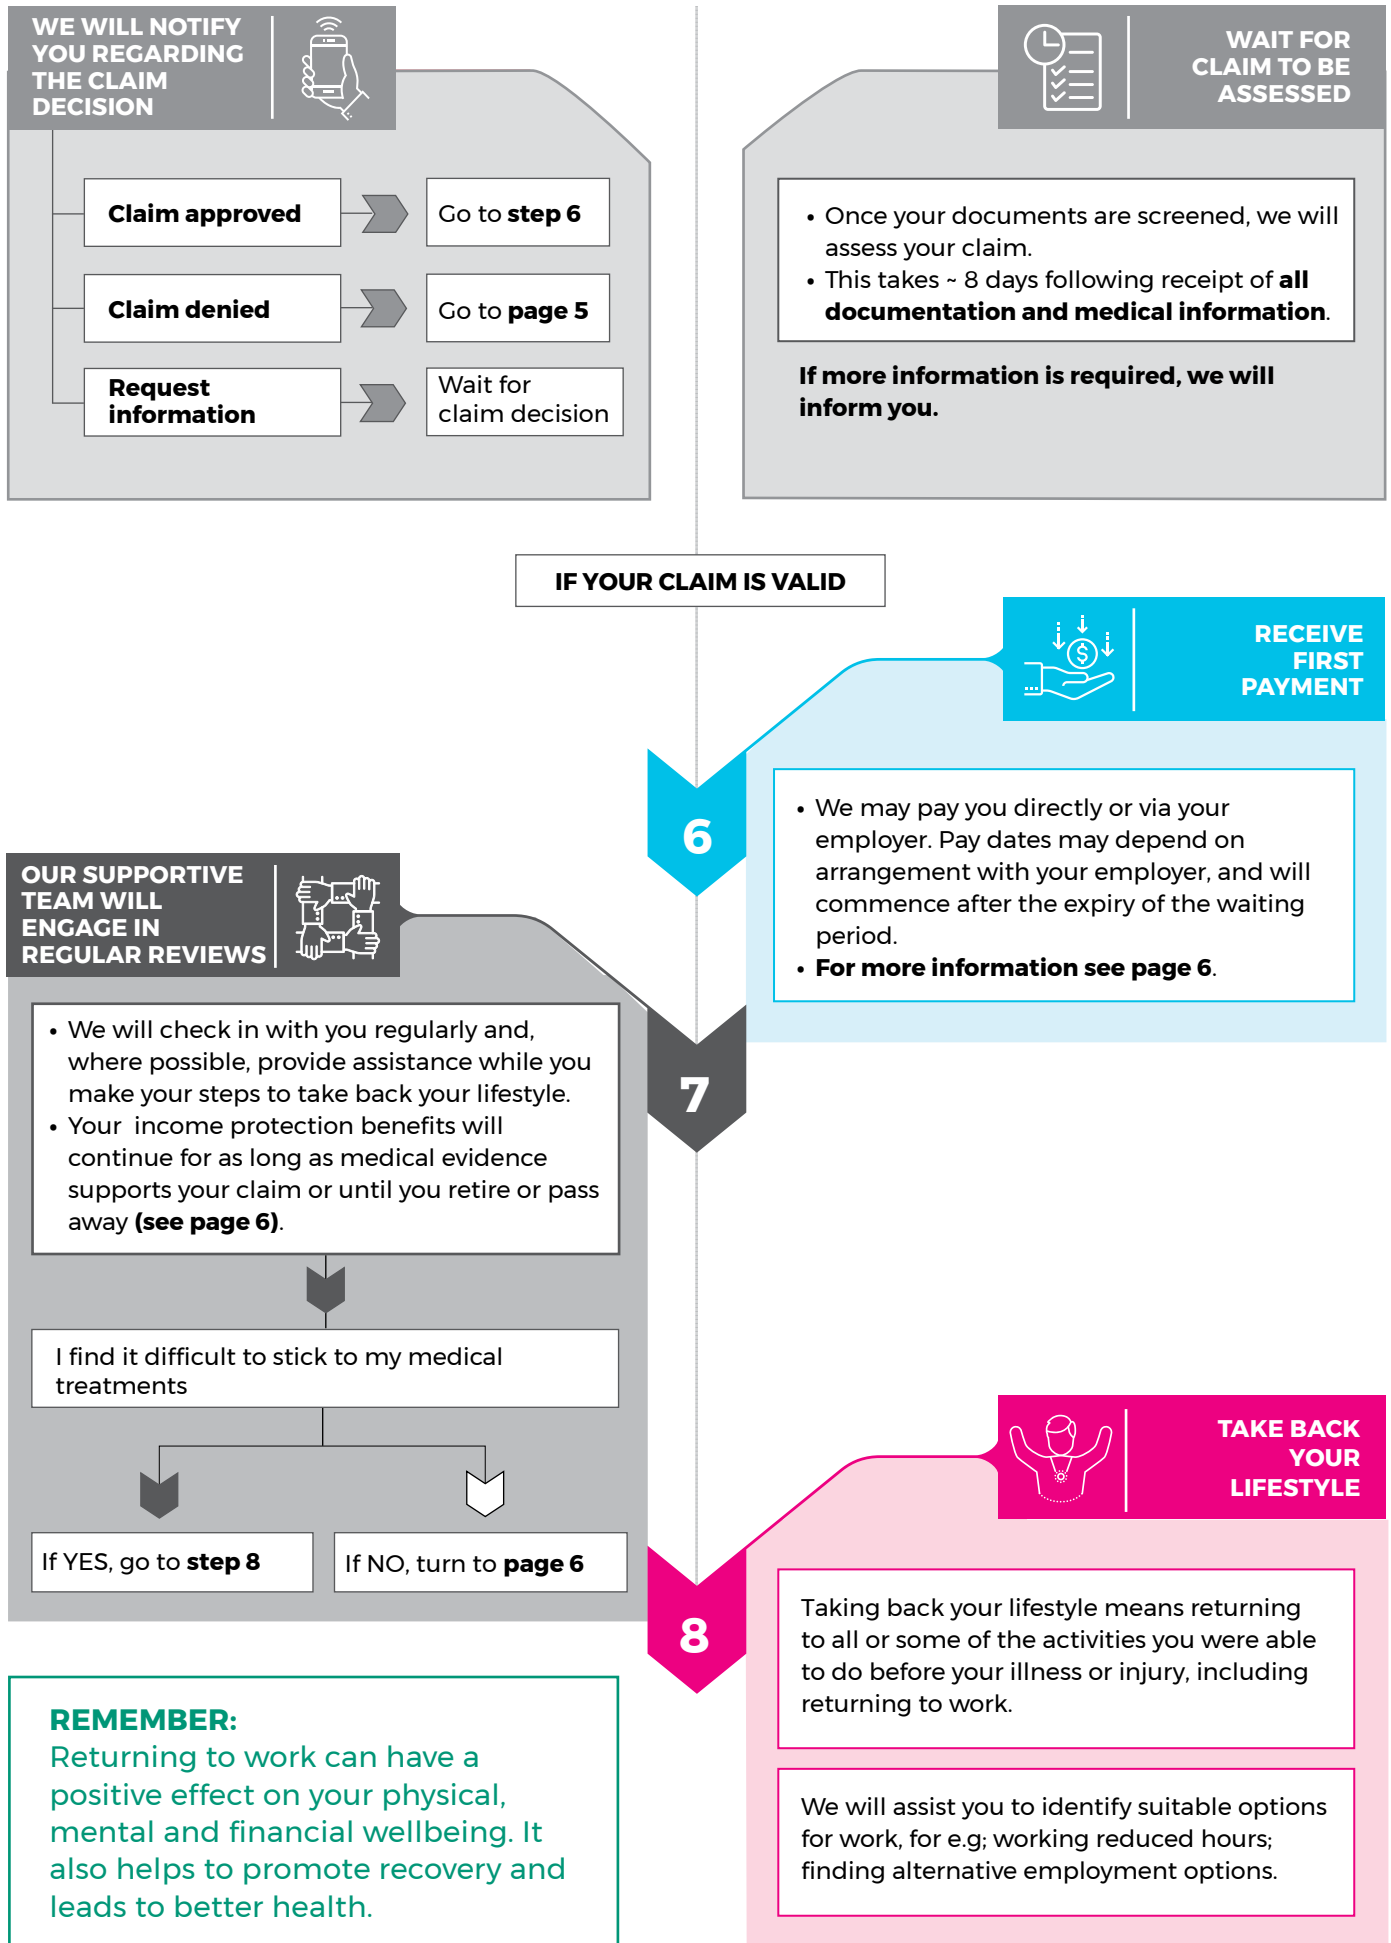 WE WILL NOTIFY
YOU REGARDING
THE CLAIM
DECISION
Claim approved
Go to step 6
Claim denied
Go to page 5
Request
information
Wait for
claim decision
WAIT FOR
CLAIM TO BE
ASSESSED
• Once your documents are screened, we will
assess your claim.
• This takes ~ 8 days following receipt of all
documentation and medical information.
If more information is required, we will
inform you.
IF YOUR CLAIM IS VALID
RECEIVE
FIRST
PAYMENT
6
• We may pay you directly or via your
employer. Pay dates may depend on
arrangement with your employer, and will
commence after the expiry of the waiting
period.
• For more information see page 6.
OUR SUPPORTIVE
TEAM WILL
ENGAGE IN
REGULAR REVIEWS
7
• We will check in with you regularly and,
where possible, provide assistance while you
make your steps to take back your lifestyle.
• Your  income protection benefits will
continue for as long as medical evidence
supports your claim or until you retire or pass
away (see page 6).
I find it difficult to stick to my medical
treatments
If YES, go to step 8
If NO, turn to page 6
TAKE BACK
YOUR
LIFESTYLE
8
Taking back your lifestyle means returning
to all or some of the activities you were able
to do before your illness or injury, including
returning to work.
We will assist you to identify suitable options
for work, for e.g; working reduced hours;
finding alternative employment options.
REMEMBER:
Returning to work can have a
positive effect on your physical,
mental and financial wellbeing. It
also helps to promote recovery and
leads to better health.